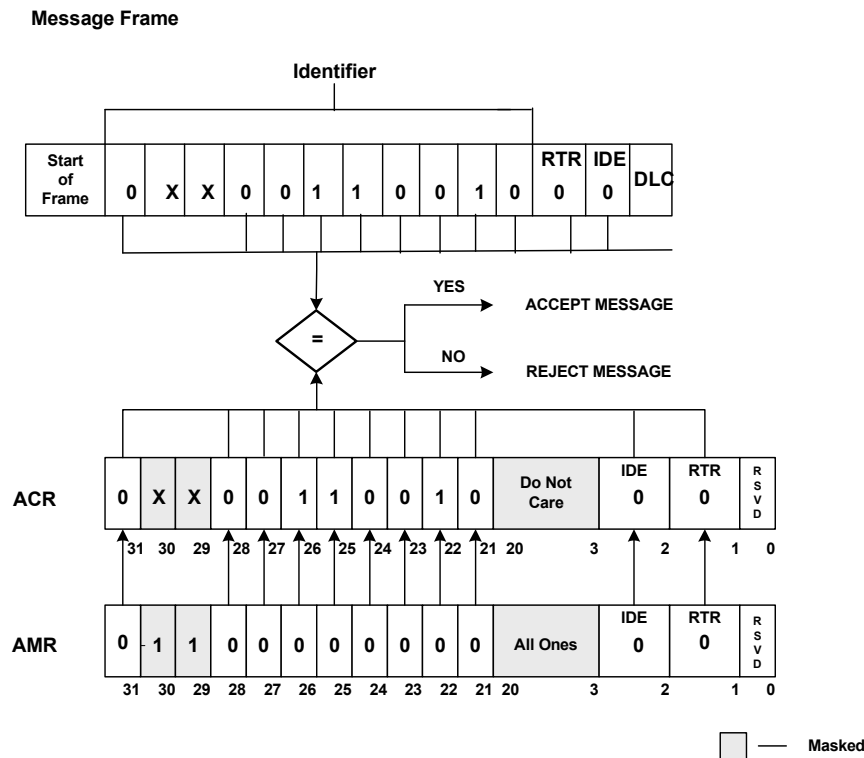 Message Frame
Identifier
Start of Frame 0 X X 0 0 1 1 0 0 1 0 RTR 0 IDE 0 DLC
YES
ACCEPT MESSAGE
=
NO
REJECT MESSAGE
ACR 0 X X 0 0 1 1 0 0 1 0 Do Not Care IDE 0 RTR 0 RSVD
31 30 29 28 27 26 25 24 23 22 21 20 3 2 1 0
AMR 0 1 1 0 0 0 0 0 0 0 0 All Ones IDE 0 RTR 0 RSVD
31 30 29 28 27 26 25 24 23 22 21 20 3 2 1 0
Masked